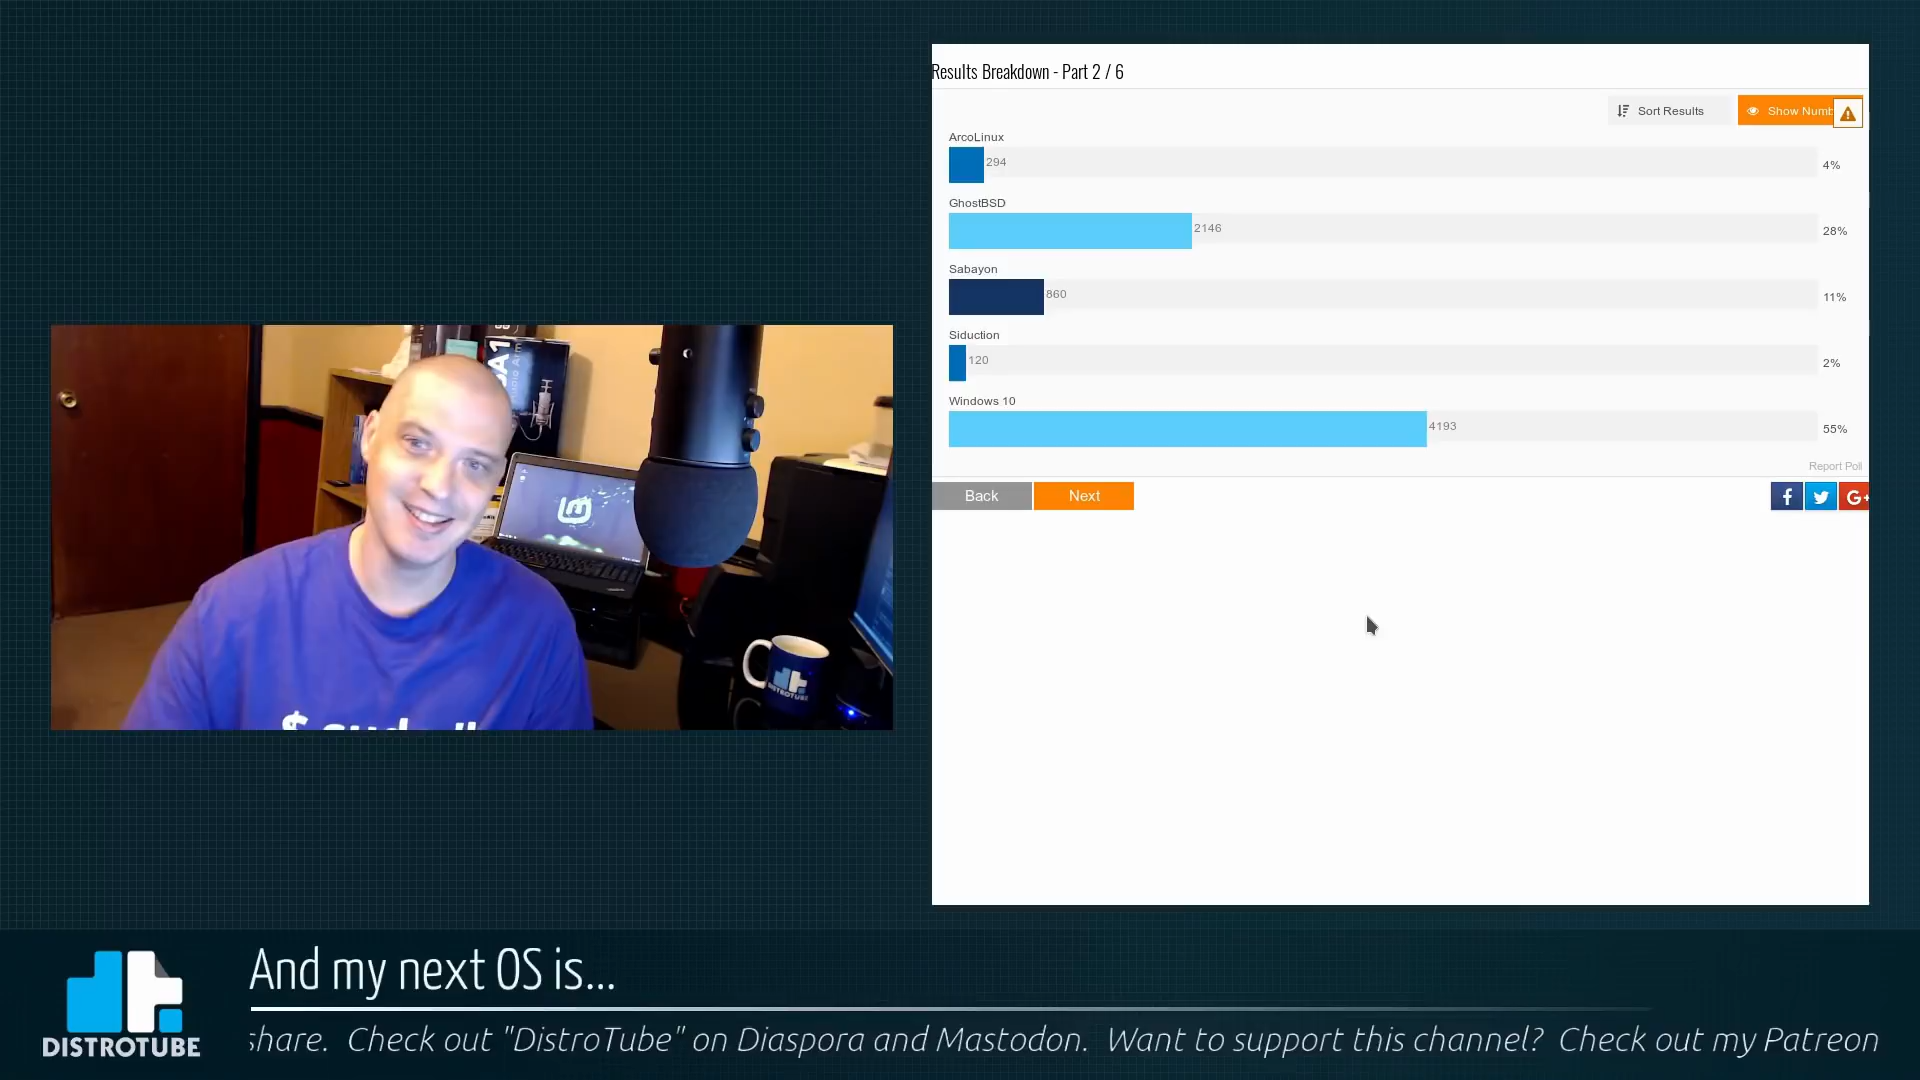 Results Breakdown - Part 2 / 6
Sort Results
Show Numb
ArcoLinux
294
4%
GhostBSD
2146
28%
Sabayon
860
11%
Siduction
120
2%
Windows 10
4193
55%
Report Poll
Back
Next
DISTROTUBE
And my next OS is...
share. Check out "DistroTube" on Diaspora and Mastodon. Want to support this channel? Check out my Patreon
DISTROTUBE